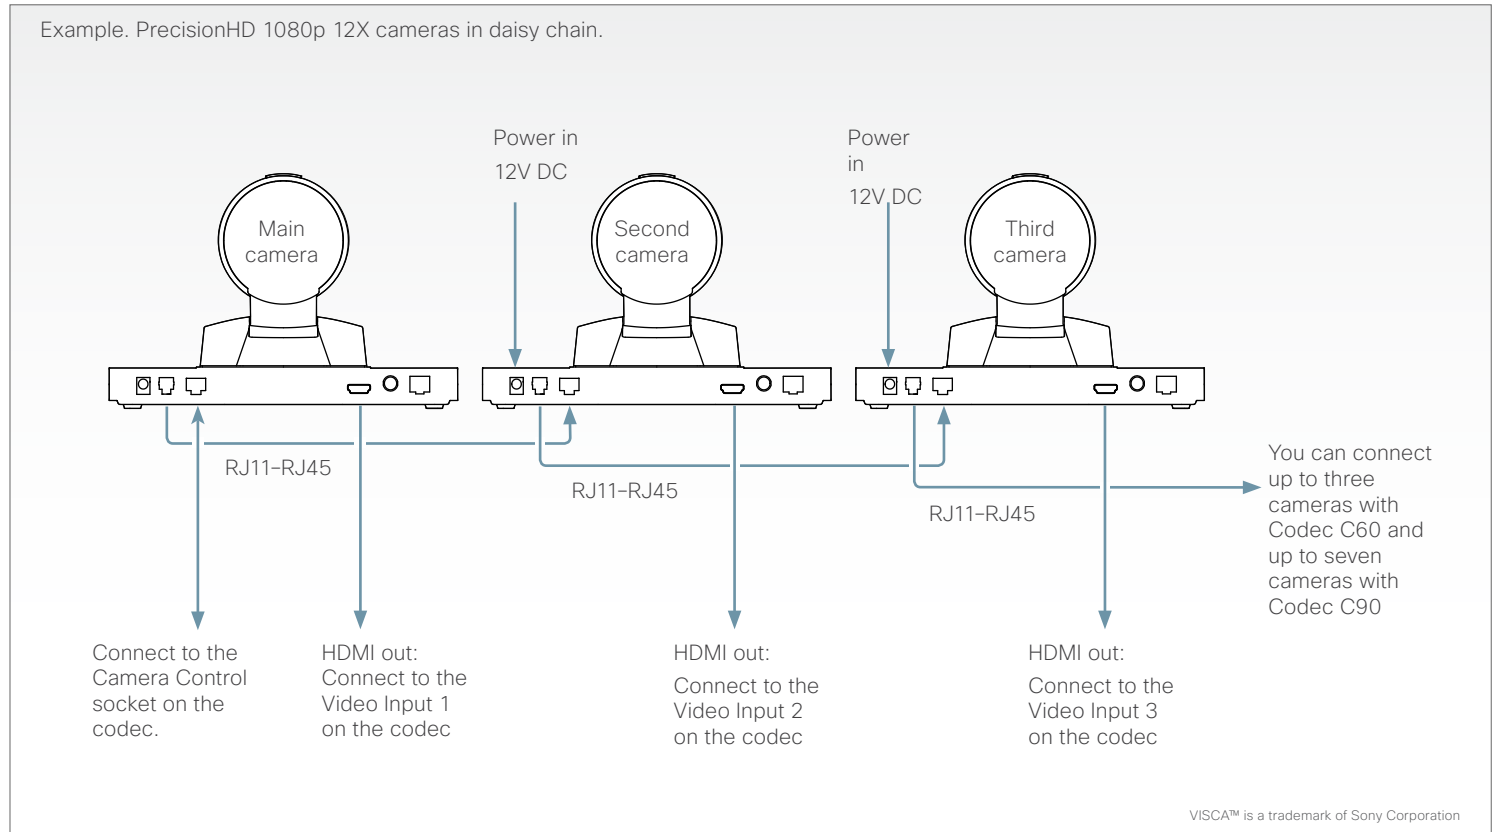 Example. PrecisionHD 1080p 12X cameras in daisy chain.
Power in
12V DC
Power
in
12V DC
Main
camera
Second
camera
Third
camera
RJ11–RJ45
RJ11–RJ45
RJ11–RJ45
You can connect
up to three
cameras with
Codec C60 and
up to seven
cameras with
Codec C90
Connect to the
Camera Control
socket on the
codec.
HDMI out:
Connect to the
Video Input 1
on the codec
HDMI out:
Connect to the
Video Input 2
on the codec
HDMI out:
Connect to the
Video Input 3
on the codec
VISCA™ is a trademark of Sony Corporation